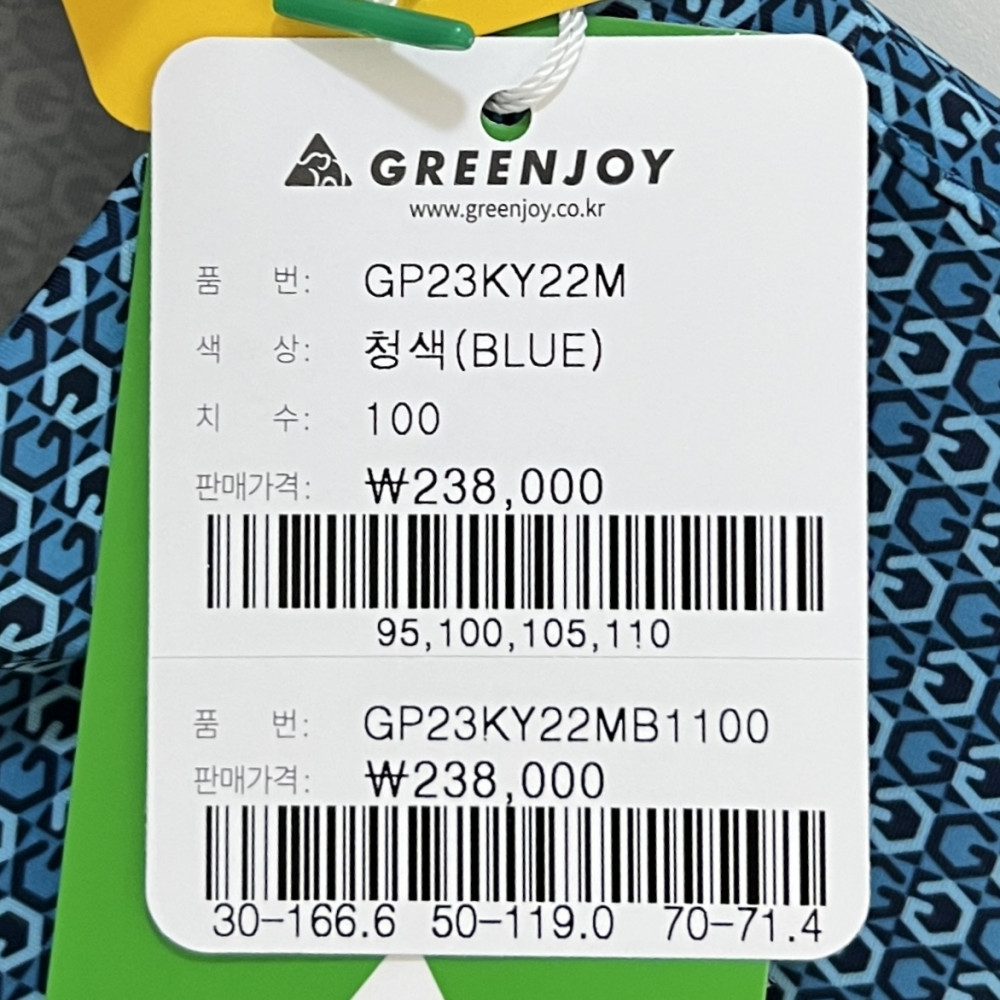 GREENJOY
www.greenjoy.co.kr
품 번: GP23KY22M
색 상: 청색(BLUE)
치 수: 100
판매가격: ₩238,000
95,100,105,110
품 번: GP23KY22MB1100
판매가격: ₩238,000
30-166.6 50-119.0 70-71.4